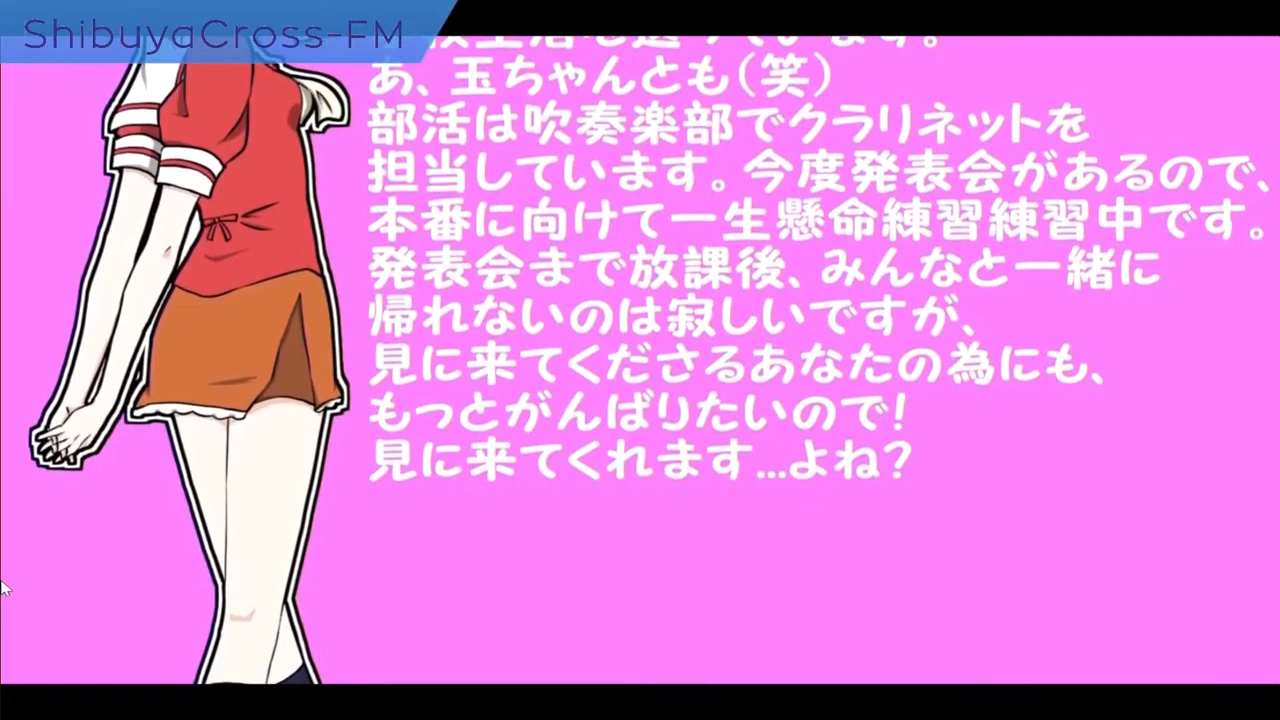 ShibuyaCross-FM
います。
あ、玉ちゃんとも（笑）
部活は吹奏楽部でクラリネットを
担当しています。今度発表会があるので、
本番に向けて一生懸命練習練習中です。
発表会まで放課後、みんなと一緒に
帰れないのは寂しいですが、
見に来てくださるあなたの為にも、
もっとがんばりたいので！
見に来てくれます...よね？